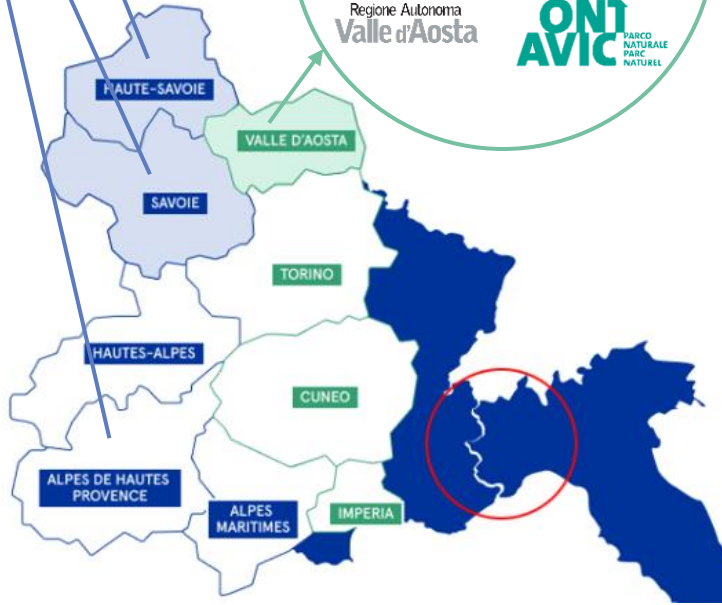 Regione Autonoma
Valle d'Aosta
ONT
AVIC
PARCO
NATURALE
PARC
NATUREL
HAUTE-SAVOIE
VALLE D'AOSTA
SAVOIE
TORINO
HAUTES-ALPES
CUNEO
ALPES DE HAUTES
PROVENCE
ALPES
MARITIMES
IMPERIA